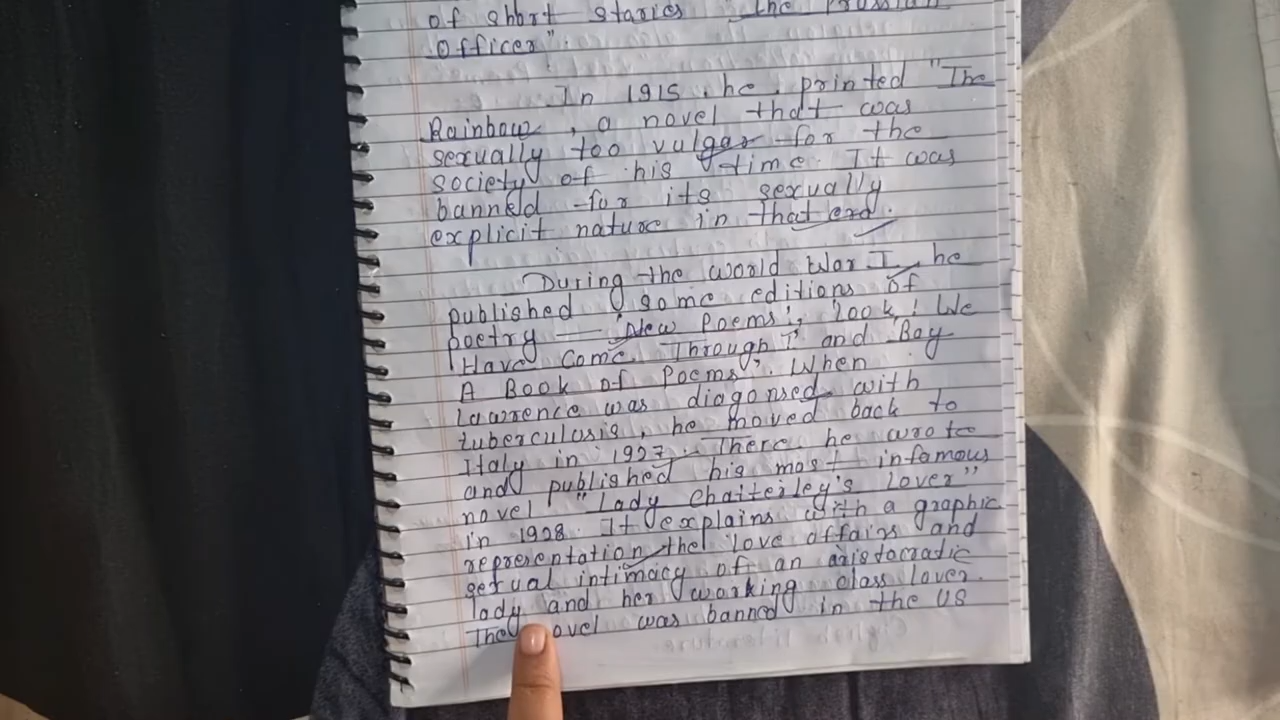 of short stories "the Prussian
Officer".
In 1915, he printed "The
Rainbow, a novel that was
sexually too vulgar for the
society of his time. It was
banned for its sexually
explicit nature in that era.
During the world War I, he
published some editions of
poetry — 'New Poems', 'look! We
Have Come Through!' and Bay
A Book of Poems". When
lawrence was diagonsed with
tuberculosis, he moved back to
Italy in 1927. There he wrote
and published his most infamous
novel "lady chatterley's lover"
in 1928. It explains with a graphic
representation the love affairs and
sexual intimacy of an aristocratic
lady and her working class lover.
The novel was banned in the US